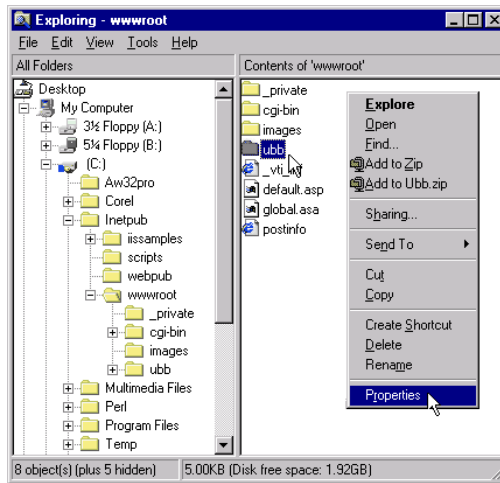 Exploring - wwwroot
File Edit View Tools Help
All Folders
Contents of 'wwwroot'
Desktop
My Computer
3½ Floppy (A:)
5¼ Floppy (B:)
(C:)
Aw32pro
Corel
Inetpub
iissamples
scripts
webpub
wwwroot
_private
cgi-bin
images
ubb
Multimedia Files
Perl
Program Files
Temp
_private
cgi-bin
images
ubb
default.asp
global.asa
postinfo
Explore
Open
Find...
Add to Zip
Add to Ubb.zip
Sharing...
Send To
Cut
Copy
Create Shortcut
Delete
Rename
Properties
8 object(s) (plus 5 hidden)
5.00KB (Disk free space: 1.92GB)